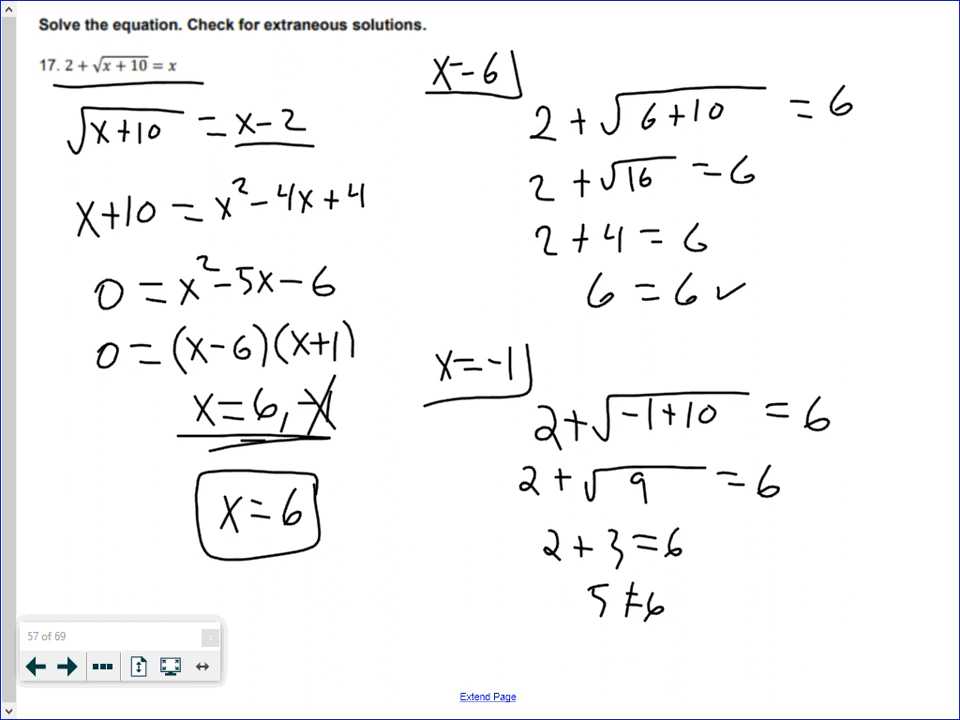 Solve the equation. Check for extraneous solutions.
17. 2 + √(x + 10) = x
√(x+10) = x-2
x+10 = x² - 4x + 4
0 = x² - 5x - 6
0 = (x-6)(x+1)
x = 6, -1
x = 6
x = 6
2 + √(6+10) = 6
2 + √16 = 6
2 + 4 = 6
6 = 6 ✓
x = -1
2 + √(-1+10) = 6
2 + √9 = 6
2 + 3 = 6
5 ≠ 6
57 of 69
Extend Page